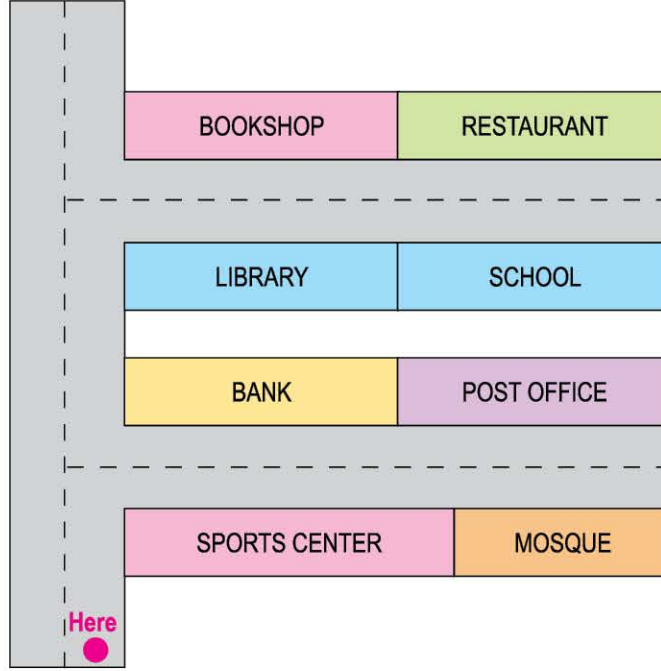 BOOKSHOP
RESTAURANT
LIBRARY
SCHOOL
BANK
POST OFFICE
SPORTS CENTER
MOSQUE
Here